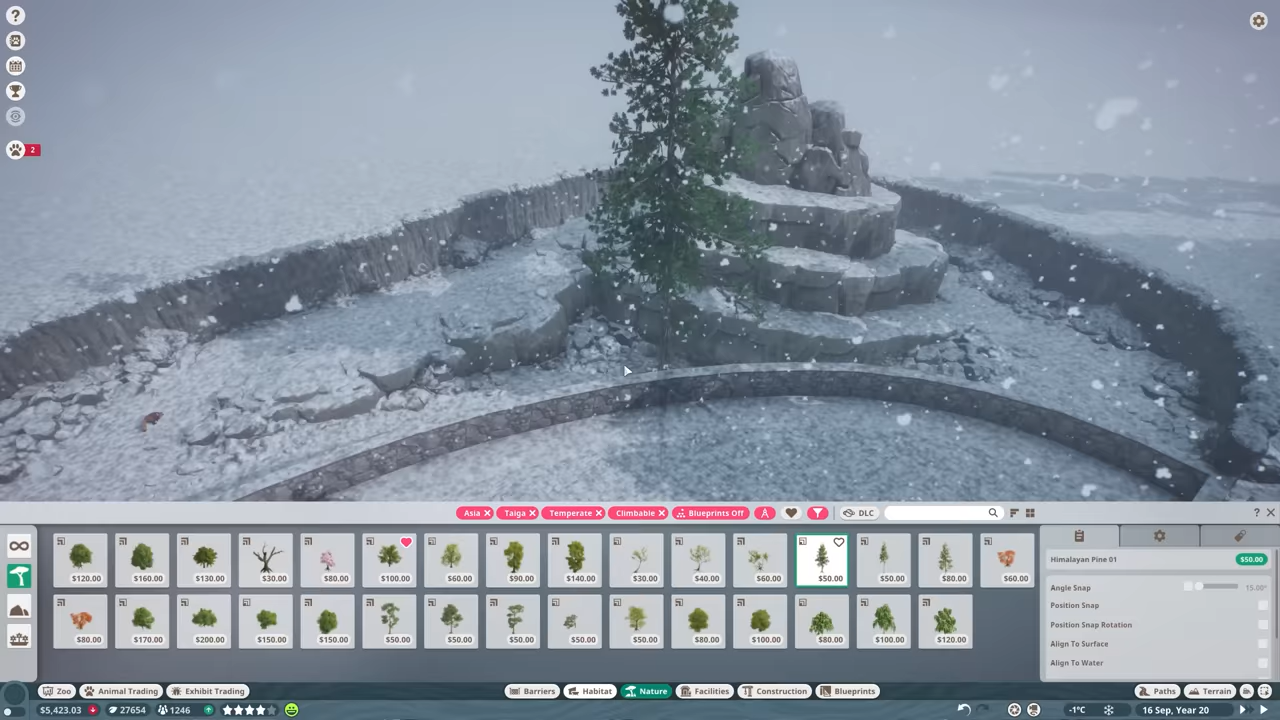 ?
2
Asia ✕ Taiga ✕ Temperate ✕ Climbable ✕ Blueprints Off DLC ? ✕
$120.00 $160.00 $130.00 $30.00 $80.00 $100.00 $60.00 $90.00 $140.00 $30.00 $40.00 $60.00 $50.00 $50.00 $80.00 $60.00
$80.00 $170.00 $200.00 $150.00 $150.00 $50.00 $50.00 $50.00 $50.00 $50.00 $80.00 $100.00 $80.00 $100.00 $120.00
Himalayan Pine 01 $50.00
Angle Snap 15.00°
Position Snap
Position Snap Rotation
Align To Surface
Align To Water
Zoo Animal Trading Exhibit Trading Barriers Habitat Nature Facilities Construction Blueprints Paths Terrain
$5,423.03 27654 1246 -1°C 16 Sep, Year 20